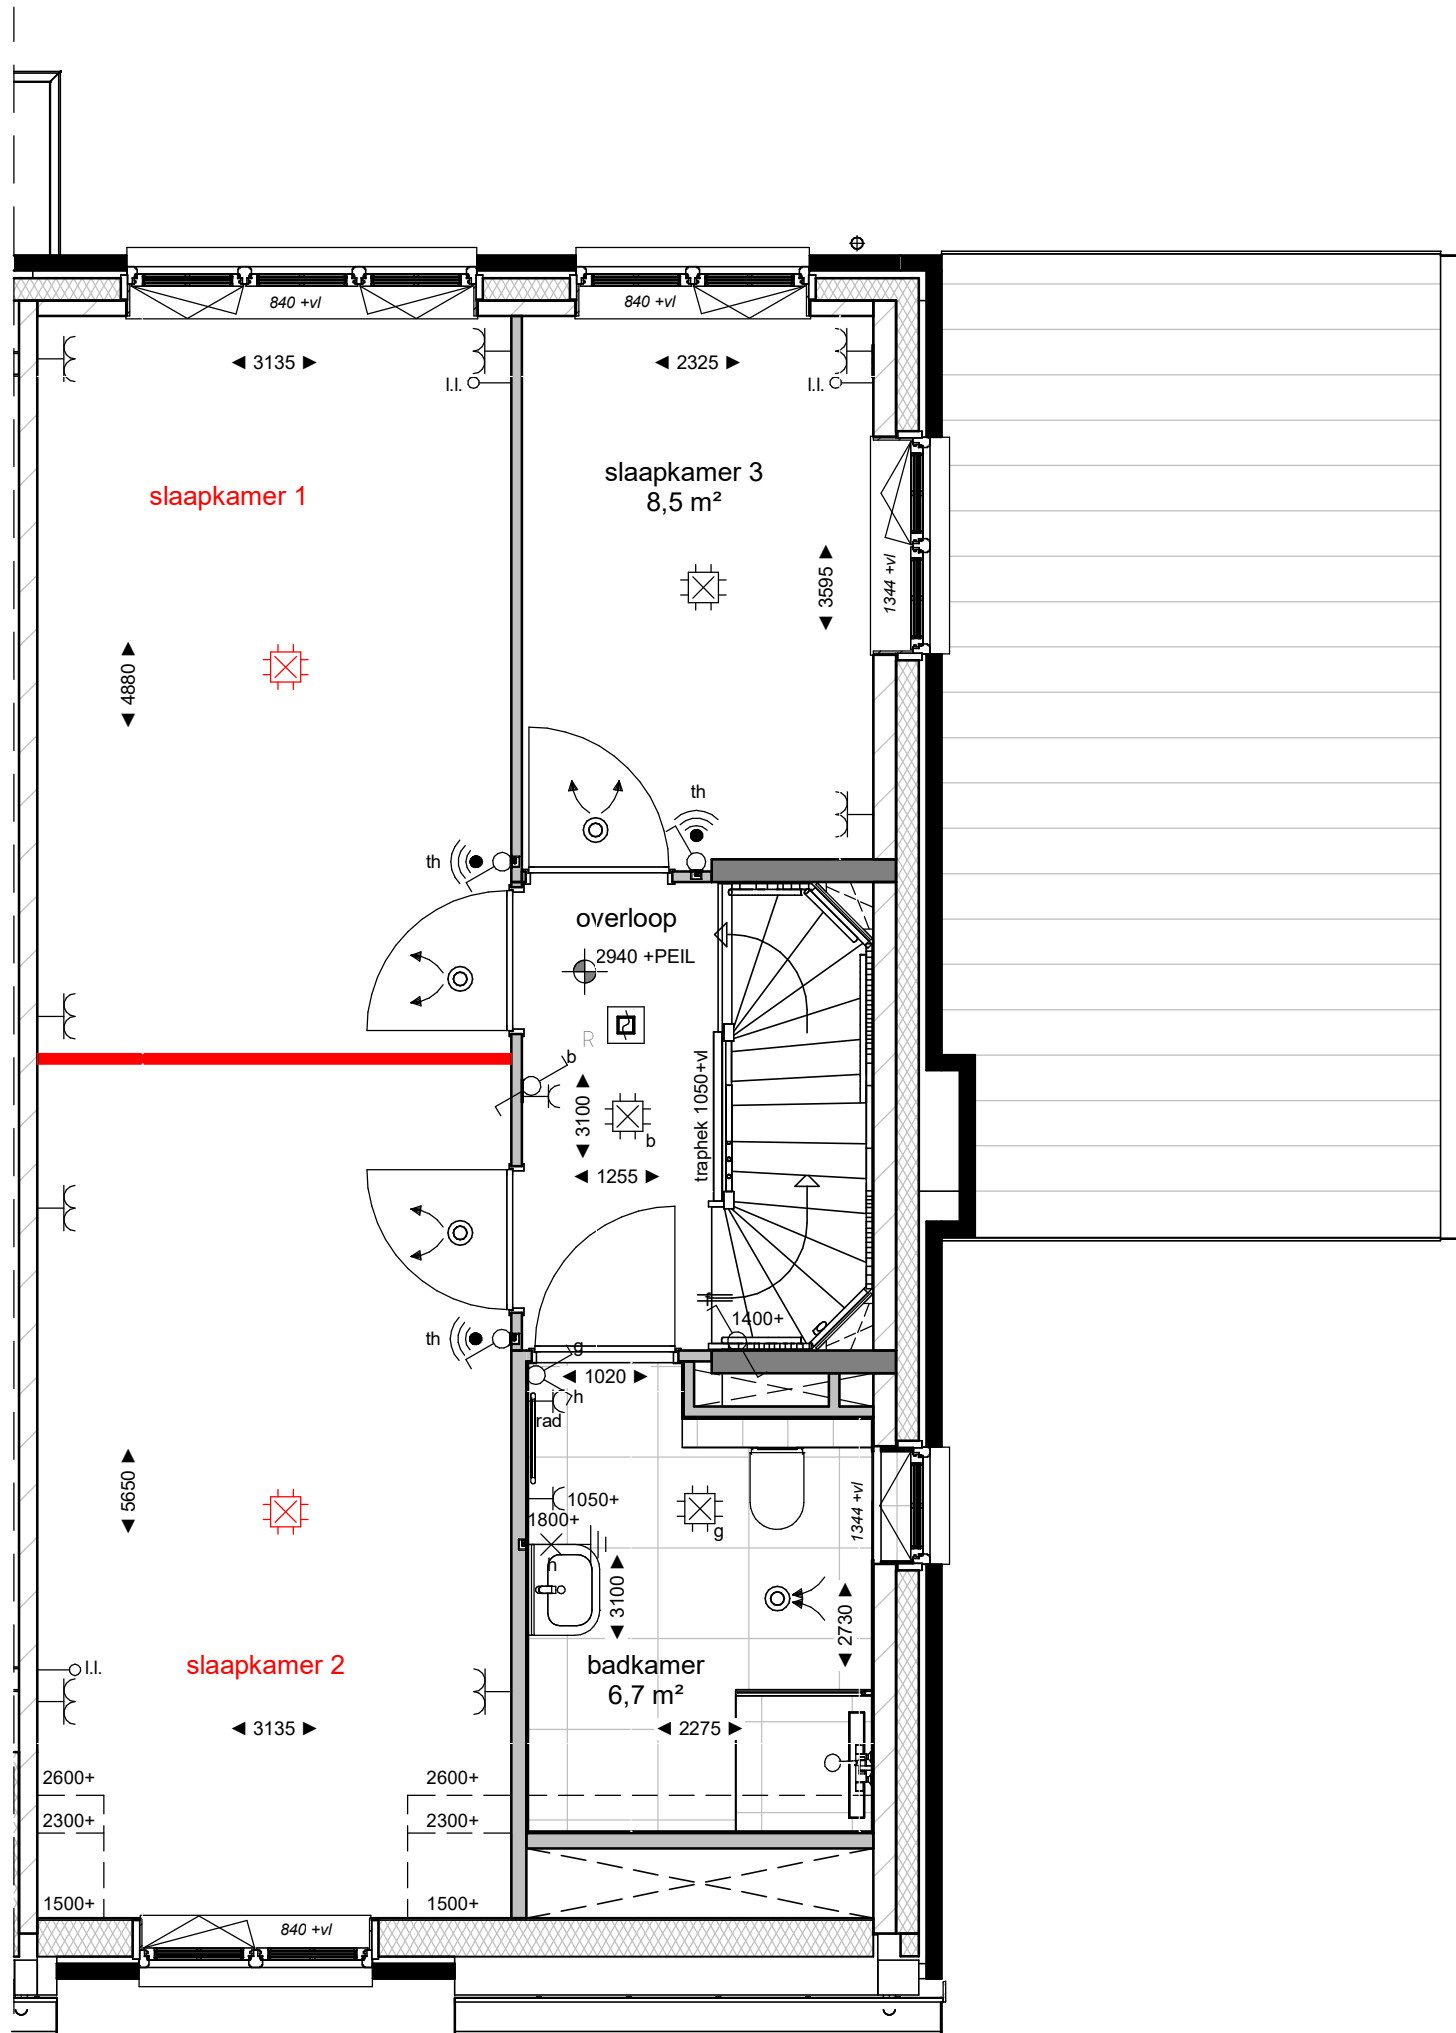 840 +vl
840 +vl
◄ 3135 ►
◄ 2325 ►
l.l.
l.l.
slaapkamer 1
slaapkamer 3
8,5 m²
◄ 3595 ►
1344 +vl
◄ 4880 ►
th
th
overloop
2940 +PEIL
R
b
◄ 3100 ►
b
traphek 1050+vl
◄ 1255 ►
1400+
th
g
◄ 1020 ►
h
rad
◄ 5650 ►
1050+
1800+
g
1344 +vl
h
◄ 3100 ►
◄ 2730 ►
l.l.
slaapkamer 2
badkamer
6,7 m²
◄ 3135 ►
◄ 2275 ►
2600+
2600+
2300+
2300+
1500+
1500+
840 +vl